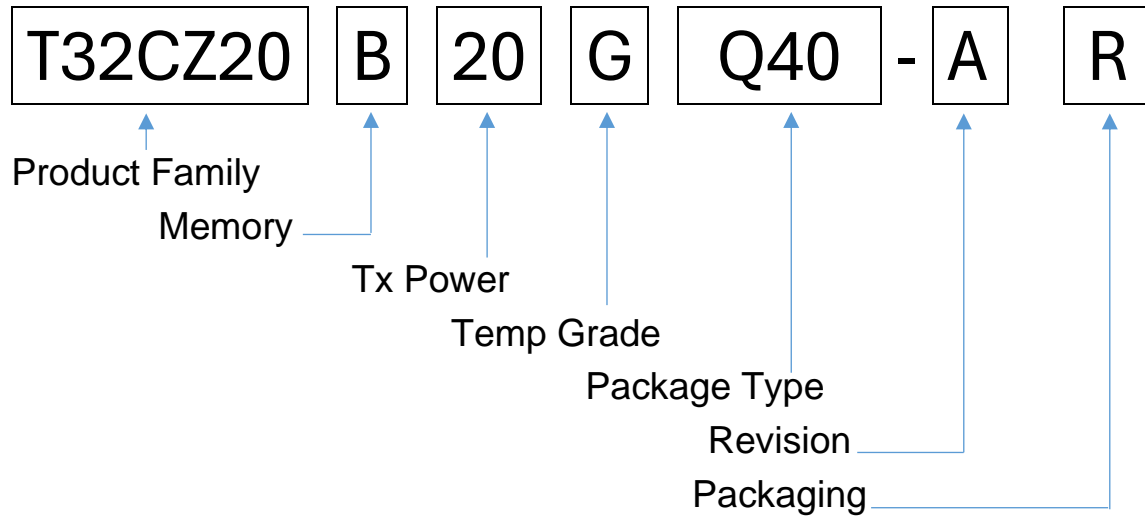 T32CZ20 B 20 G Q40 - A R
Product Family
Memory
Tx Power
Temp Grade
Package Type
Revision
Packaging